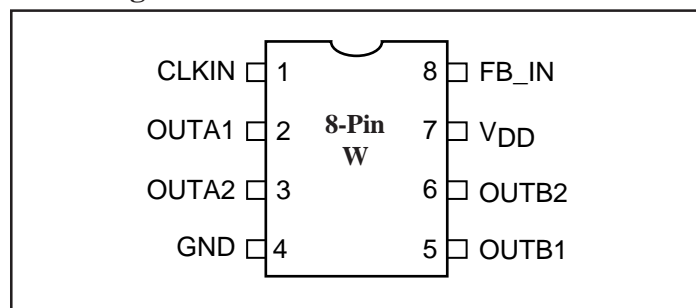 CLKIN 1 8 FB_IN
OUTA1 2 8-Pin 7 VDD
W
OUTA2 3 6 OUTB2
GND 4 5 OUTB1